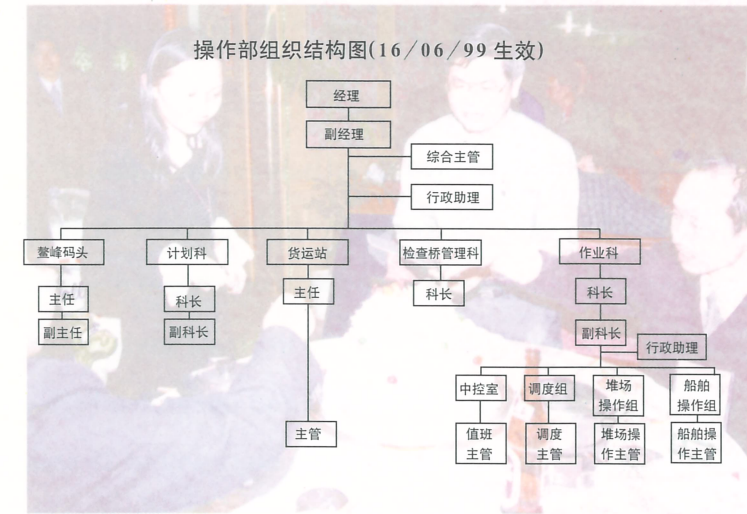 操作部组织结构图(16/06/99生效)
经理
副经理
综合主管
行政助理
鳌峰码头
计划科
货运站
检查桥管理科
作业科
主任
科长
主任
科长
科长
副主任
副科长
副科长
行政助理
中控室
调度组
堆场
操作组
船舶
操作组
主管
值班
主管
调度
主管
堆场操
作主管
船舶操
作主管